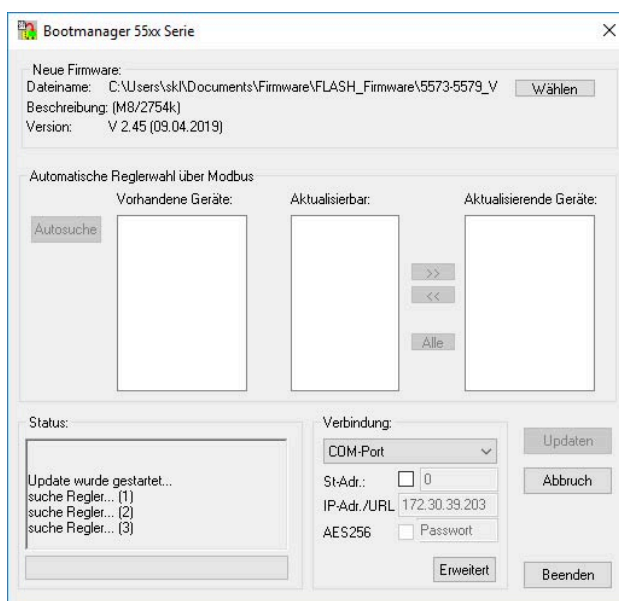 Bootmanager 55xx Serie
Neue Firmware:
Dateiname: C:\Users\skl\Documents\Firmware\FLASH_Firmware\5573-5579_V
Wählen
Beschreibung: (M8/2754k)
Version: V 2.45 (09.04.2019)
Automatische Reglerwahl über Modbus
Vorhandene Geräte: Aktualisierbar: Aktualisierende Geräte:
Autosuche
>>
<<
Alle
Status:
Update wurde gestartet...
suche Regler... (1)
suche Regler... (2)
suche Regler... (3)
Verbindung:
COM-Port
St-Adr.: 0
IP-Adr./URL 172.30.39.203
AES256 Passwort
Erweitert
Updaten
Abbruch
Beenden